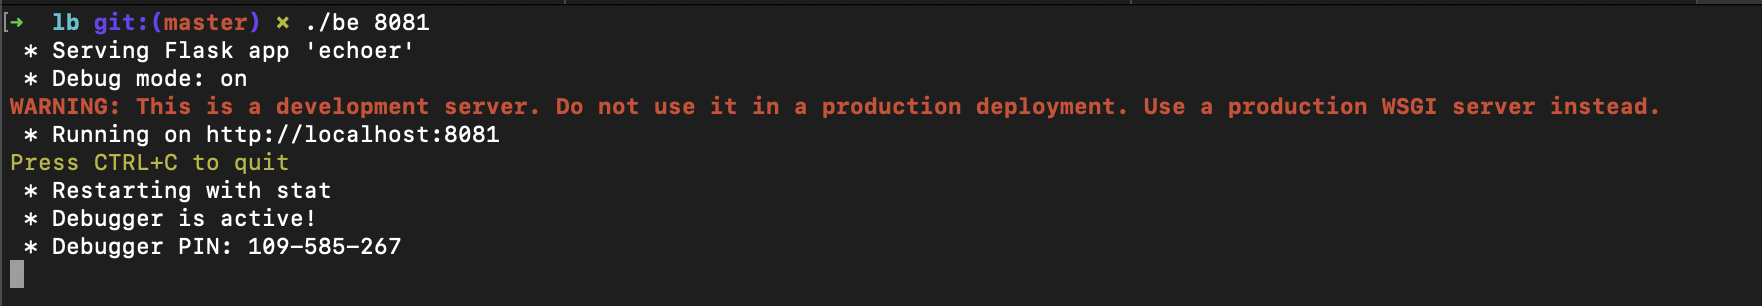 [➜  lb git:(master) ✗ ./be 8081
 * Serving Flask app 'echoer'
 * Debug mode: on
WARNING: This is a development server. Do not use it in a production deployment. Use a production WSGI server instead.
 * Running on http://localhost:8081
Press CTRL+C to quit
 * Restarting with stat
 * Debugger is active!
 * Debugger PIN: 109-585-267